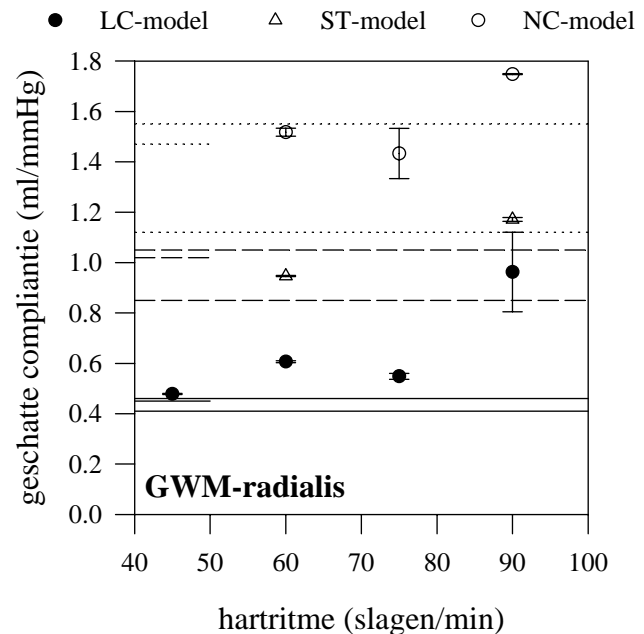 LC-model ST-model NC-model
1.8
1.6
1.4
1.2
1.0
0.8
0.6
0.4
0.2
0.0
geschatte compliantie (ml/mmHg)
GWM-radialis
40 50 60 70 80 90 100
hartritme (slagen/min)